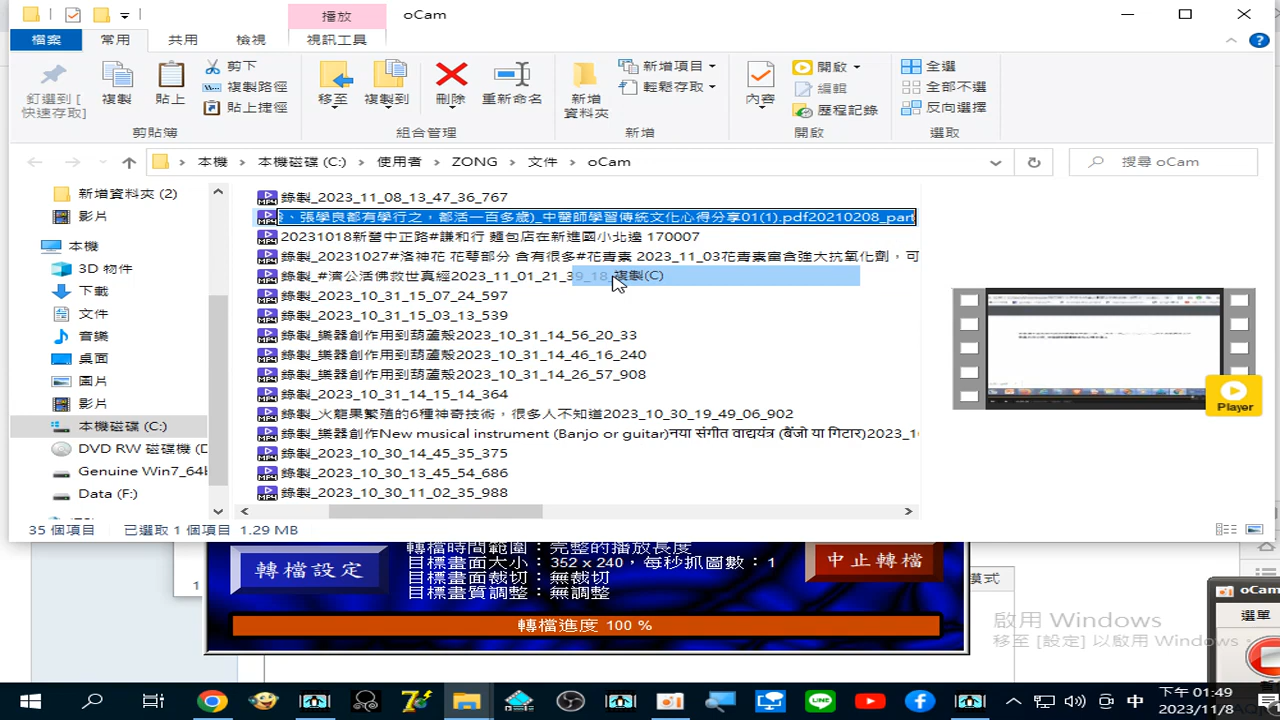 播放
oCam
檔案
常用
共用
檢視
視訊工具
釘選到 [
快速存取]
複製
貼上
剪下
複製路徑
貼上捷徑
剪貼簿
移至
複製到
刪除
重新命名
組合管理
新增
資料夾
新增項目
輕鬆存取
新增
內容
開啟
編輯
歷程記錄
開啟
全選
全部不選
反向選擇
選取
本機 > 本機磁碟 (C:) > 使用者 > ZONG > 文件 > oCam
搜尋 oCam
新增資料夾 (2)
影片
本機
3D 物件
下載
文件
音樂
桌面
圖片
影片
本機磁碟 (C:)
DVD RW 磁碟機 (D
Genuine Win7_64b
Data (F:)
錄製_2023_11_08_13_47_36_767
、張學良都有學行之，都活一百多歲)_中醫師學習傳統文化心得分享01(1).pdf20210208_part
20231018新營中正路#謙和行 麵包店在新進國小北邊 170007
錄製_20231027#洛神花 花萼部分 含有很多#花青素 2023_11_03花青素富含強大抗氧化劑，可
錄製_#濟公活佛救世真經2023_11_01_21_39_18_
複製(C)
錄製_2023_10_31_15_07_24_597
錄製_2023_10_31_15_03_13_539
錄製_樂器創作用到葫蘆殼2023_10_31_14_56_20_33
錄製_樂器創作用到葫蘆殼2023_10_31_14_46_16_240
錄製_樂器創作用到葫蘆殼2023_10_31_14_26_57_908
錄製_2023_10_31_14_15_14_364
錄製_火龍果繁殖的6種神奇技術，很多人不知道2023_10_30_19_49_06_902
錄製_樂器創作New musical instrument (Banjo or guitar)नया संगीत वाद्ययंत्र (बैंजो या गिटार)2023_1
錄製_2023_10_30_14_45_35_375
錄製_2023_10_30_13_45_54_686
錄製_2023_10_30_11_02_35_988
Player
35 個項目
已選取 1 個項目 1.29 MB
轉檔設定
轉檔時間範圍：完整的播放長度
目標畫面大小：352 x 240，每秒抓圖數：1
目標畫面裁切：無裁切
目標畫質調整：無調整
中止轉檔
轉檔進度 100 %
1
模式
oCam
選單
啟用 Windows
移至 [設定] 以啟用 Windows。
中
下午 01:49
2023/11/8